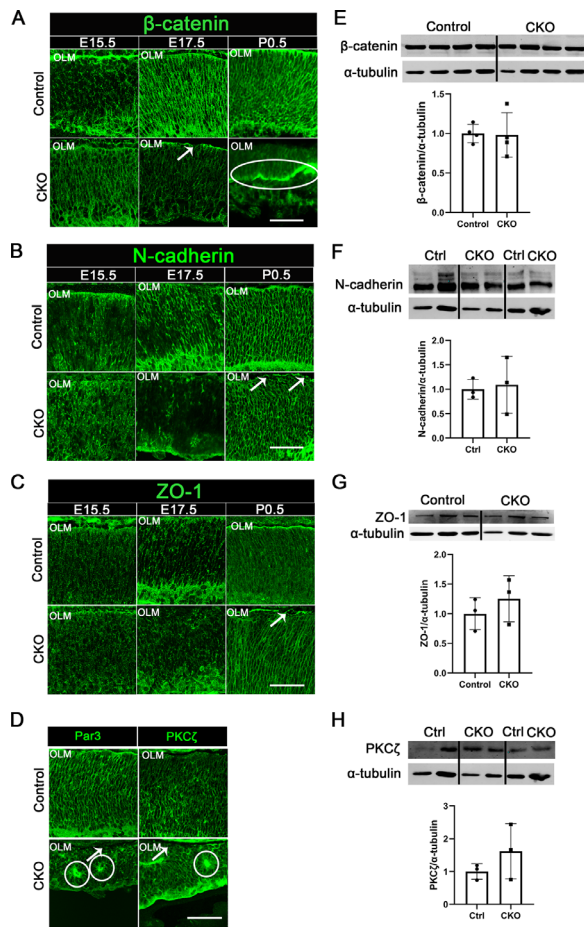 A
β-catenin
E15.5 E17.5 P0.5
Control
OLM OLM OLM
CKO
OLM OLM OLM
B
N-cadherin
E15.5 E17.5 P0.5
Control
OLM OLM OLM
CKO
OLM OLM OLM
C
ZO-1
E15.5 E17.5 P0.5
Control
OLM OLM OLM
CKO
OLM OLM OLM
D
Par3 PKCζ
Control
OLM OLM
CKO
OLM OLM
E
Control CKO
β-catenin
α-tubulin
β-catenin/α-tubulin
1.5
1.0
0.5
0.0
Control CKO
F
Ctrl CKO Ctrl CKO
N-cadherin
α-tubulin
N-cadherin/α-tubulin
2.0
1.5
1.0
0.5
0.0
Ctrl CKO
G
Control CKO
ZO-1
α-tubulin
ZO-1/α-tubulin
2.0
1.5
1.0
0.5
0.0
Control CKO
H
Ctrl CKO Ctrl CKO
PKCζ
α-tubulin
PKCζ/α-tubulin
3
2
1
0
Ctrl CKO